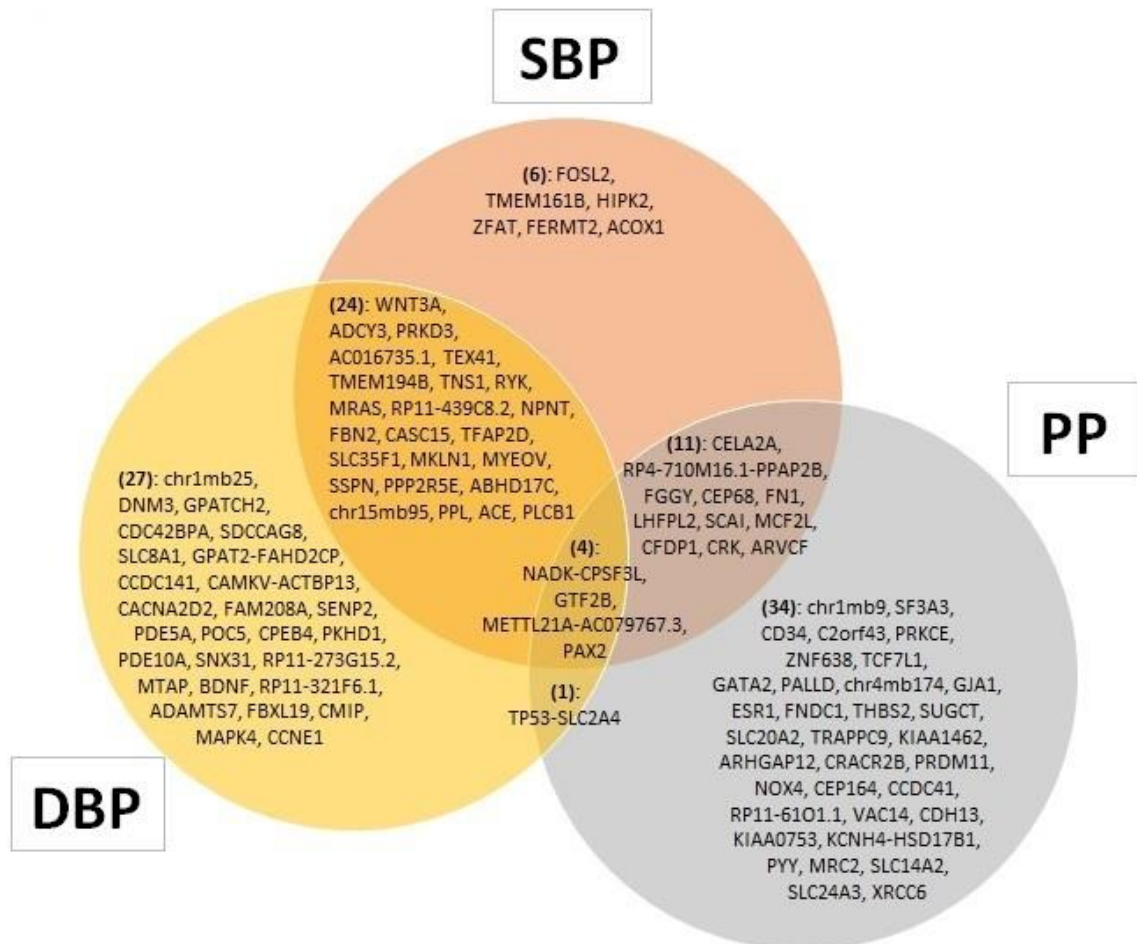 SBP
(6): FOSL2,
TMEM161B, HIPK2,
ZFAT, FERMT2, ACOX1
(24): WNT3A,
ADCY3, PRKD3,
AC016735.1, TEX41,
TMEM194B, TNS1, RYK,
MRAS, RP11-439C8.2, NPNT,
FBN2, CASC15, TFAP2D,
SLC35F1, MKLN1, MYEOV,
SSPN, PPP2R5E, ABHD17C,
chr15mb95, PPL, ACE, PLCB1
PP
(11): CELA2A,
RP4-710M16.1-PPAP2B,
FGGY, CEP68, FN1,
LHFPL2, SCAI, MCF2L,
CFDP1, CRK, ARVCF
(27): chr1mb25,
DNM3, GPATCH2,
CDC42BPA, SDCCAG8,
SLC8A1, GPAT2-FAHD2CP,
CCDC141, CAMKV-ACTBP13,
CACNA2D2, FAM208A, SENP2,
PDE5A, POC5, CPEB4, PKHD1,
PDE10A, SNX31, RP11-273G15.2,
MTAP, BDNF, RP11-321F6.1,
ADAMTS7, FBXL19, CMIP,
MAPK4, CCNE1
(4):
NADK-CPSF3L,
GTF2B,
METTL21A-AC079767.3,
PAX2
(1):
TP53-SLC2A4
(34): chr1mb9, SF3A3,
CD34, C2orf43, PRKCE,
ZNF638, TCF7L1,
GATA2, PALLD, chr4mb174, GJA1,
ESR1, FNDC1, THBS2, SUGCT,
SLC20A2, TRAPPC9, KIAA1462,
ARHGAP12, CRACR2B, PRDM11,
NOX4, CEP164, CCDC41,
RP11-61O1.1, VAC14, CDH13,
KIAA0753, KCNH4-HSD17B1,
PYY, MRC2, SLC14A2,
SLC24A3, XRCC6
DBP